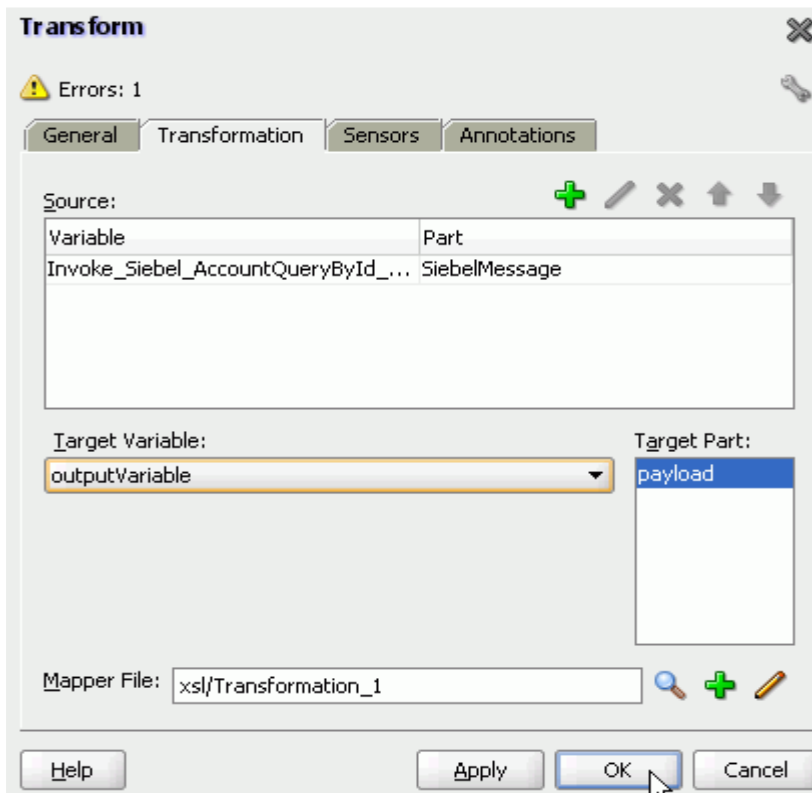 Transform
Errors: 1
General Transformation Sensors Annotations
Source:
Variable Part
Invoke_Siebel_AccountQueryById_... SiebelMessage
Target Variable: Target Part:
outputVariable payload
Mapper File: xsl/Transformation_1
Help Apply OK Cancel